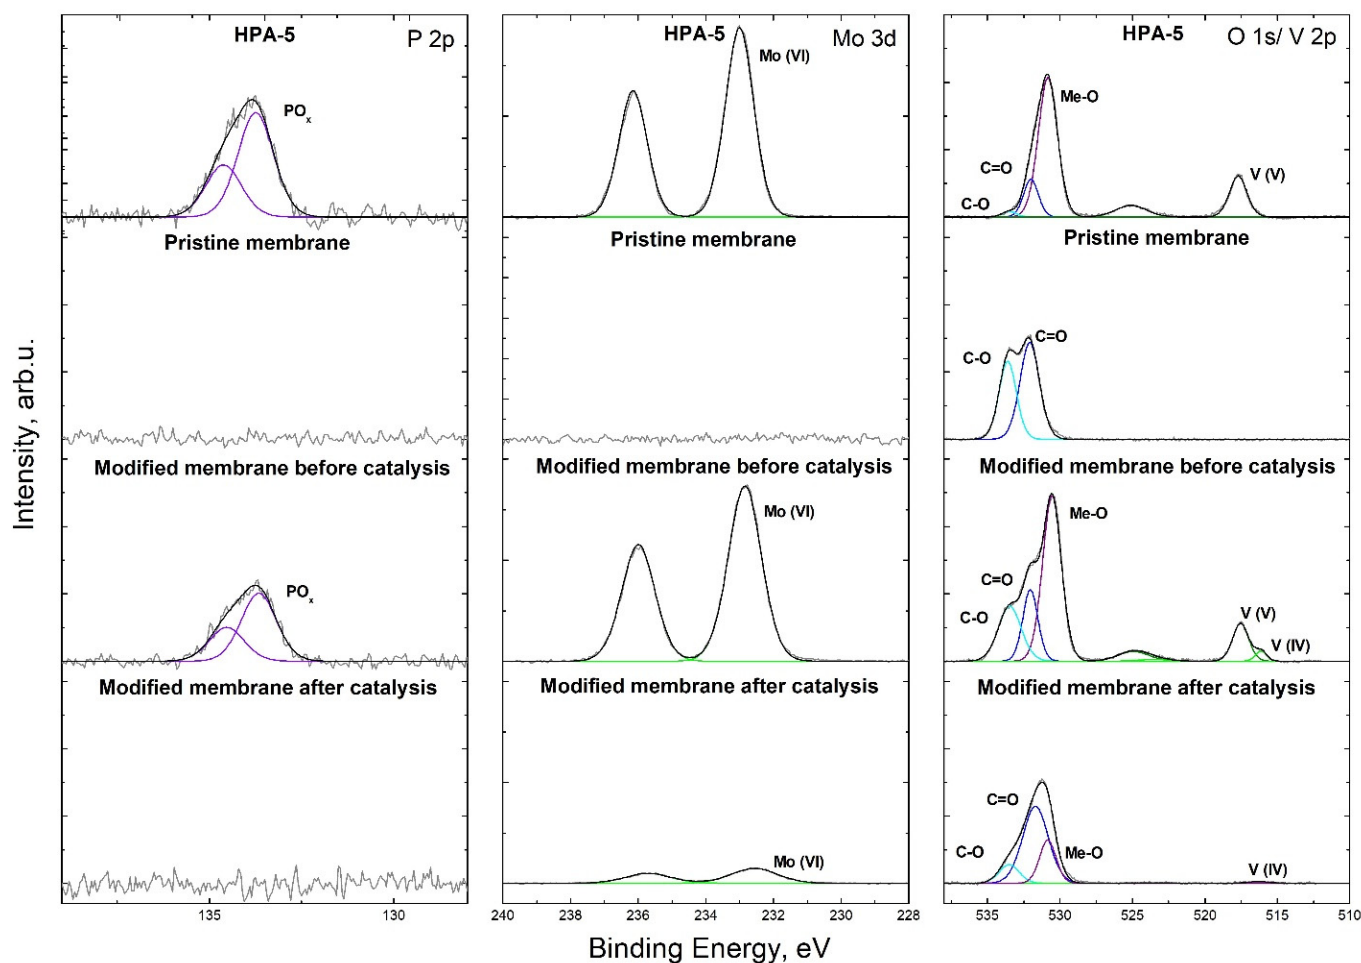 HPA-5 P 2p
POx
Pristine membrane
Modified membrane before catalysis
POx
Modified membrane after catalysis
135 130
HPA-5 Mo 3d
Mo (VI)
Pristine membrane
Modified membrane before catalysis
Mo (VI)
Modified membrane after catalysis
Mo (VI)
240 238 236 233 232 230 228
HPA-5 O 1s/ V 2p
Me-O
C=O
V (V)
C-O
Pristine membrane
C=O
C-O
Modified membrane before catalysis
Me-O
C=O
C-O
V (V)
V (IV)
Modified membrane after catalysis
C=O
C-O
Me-O
V (IV)
535 530 525 520 515 510
Intensity, arb.u.
Binding Energy, eV